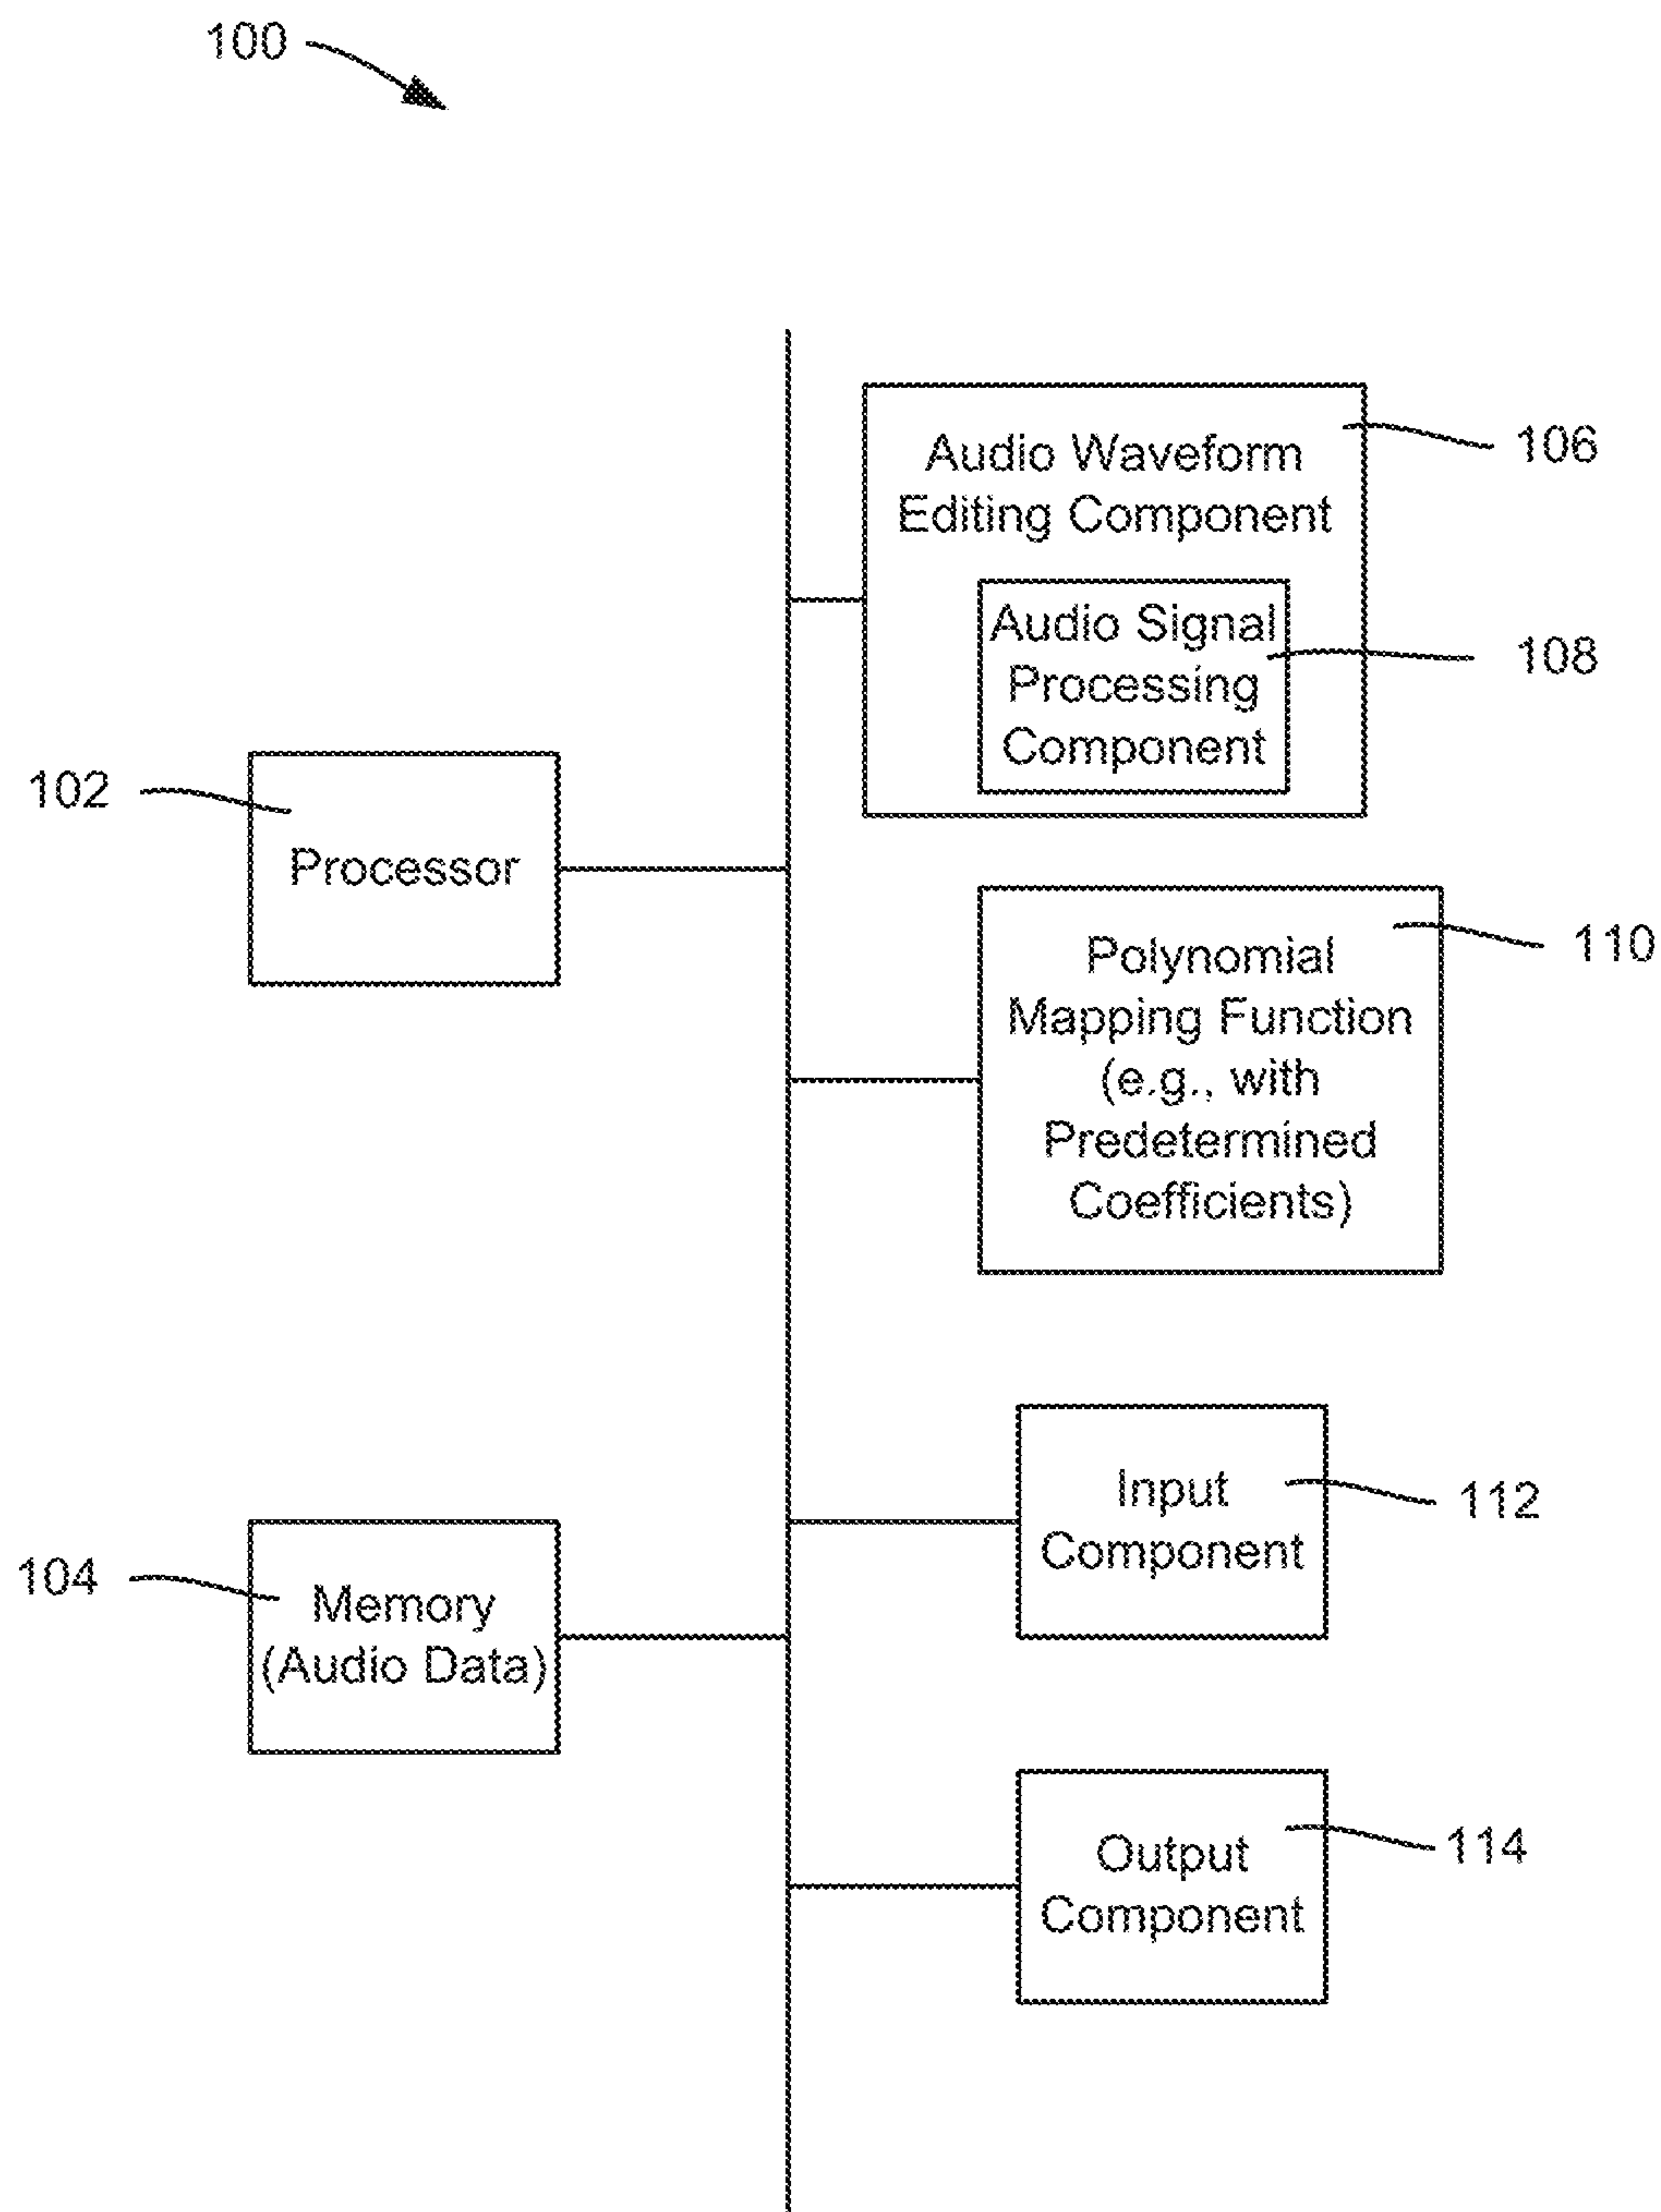 100
Audio Waveform
Editing Component
106
Audio Signal
Processing
Component
108
102
Processor
Polynomial
Mapping Function
(e.g., with
Predetermined
Coefficients)
110
Input
Component
112
104
Memory
(Audio Data)
Output
Component
114